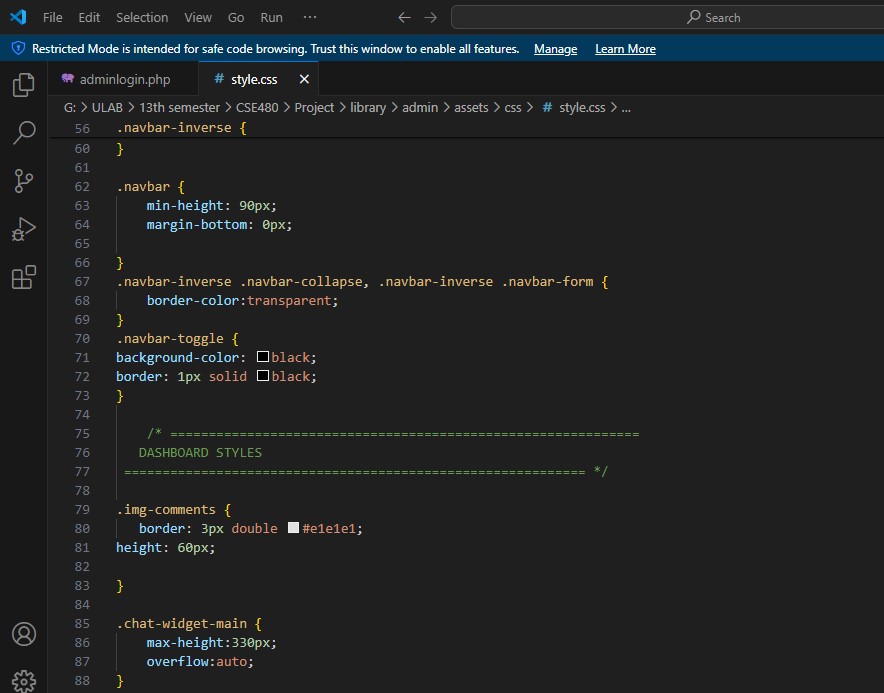 File Edit Selection View Go Run ··· Search
Restricted Mode is intended for safe code browsing. Trust this window to enable all features. Manage Learn More
adminlogin.php # style.css
G: > ULAB > 13th semester > CSE480 > Project > library > admin > assets > css > # style.css > ...
56 .navbar-inverse {
60 }
61
62 .navbar {
63     min-height: 90px;
64     margin-bottom: 0px;
65
66 }
67 .navbar-inverse .navbar-collapse, .navbar-inverse .navbar-form {
68     border-color:transparent;
69 }
70 .navbar-toggle {
71 background-color: black;
72 border: 1px solid black;
73 }
74
75     /* =============================================================
76    DASHBOARD STYLES
77  ============================================================ */
78
79 .img-comments {
80    border: 3px double #e1e1e1;
81 height: 60px;
82
83 }
84
85 .chat-widget-main {
86     max-height:330px;
87     overflow:auto;
88 }